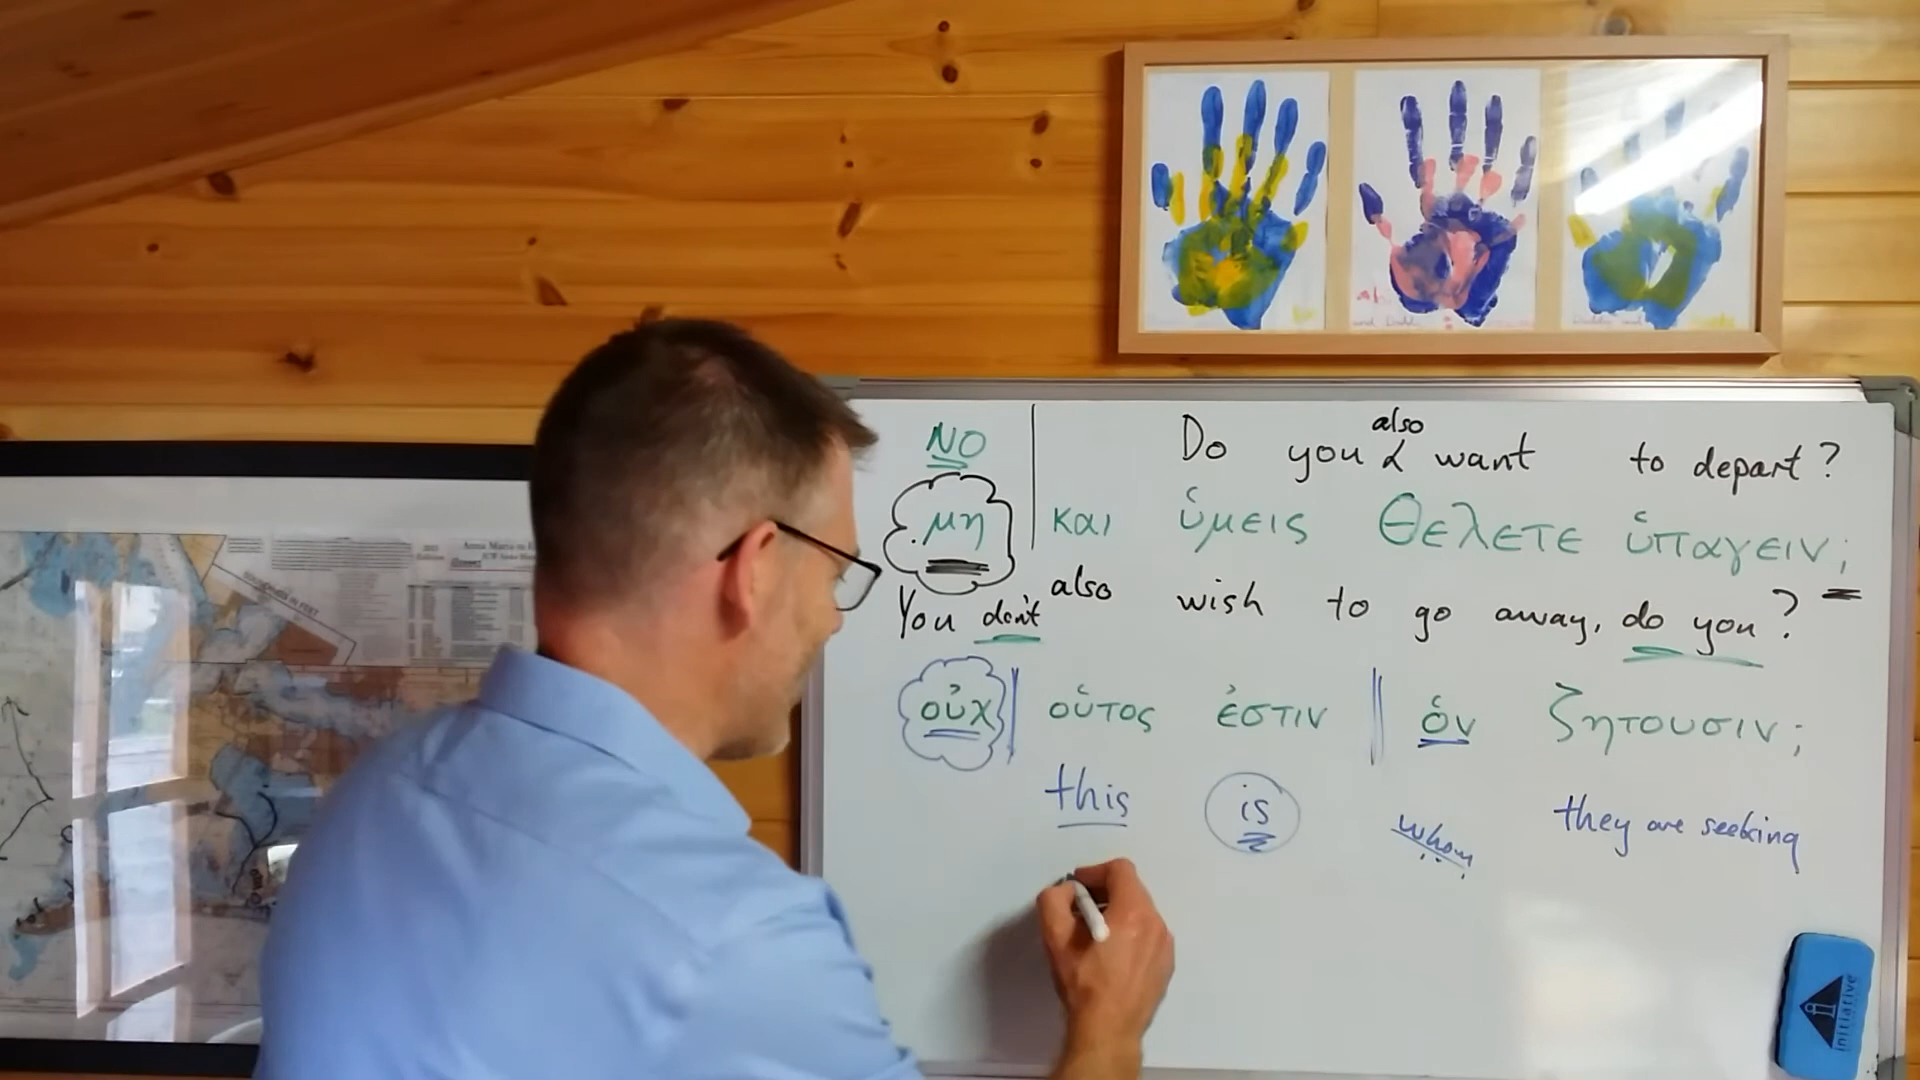 NO
also
Do you want to depart?
μη και ὑμεις θελετε ὑπαγειν;
also
You don't wish to go away, do you?
οὐχ οὑτος ἐστιν ὁν ζητουσιν;
this is whom they are seeking
initiative